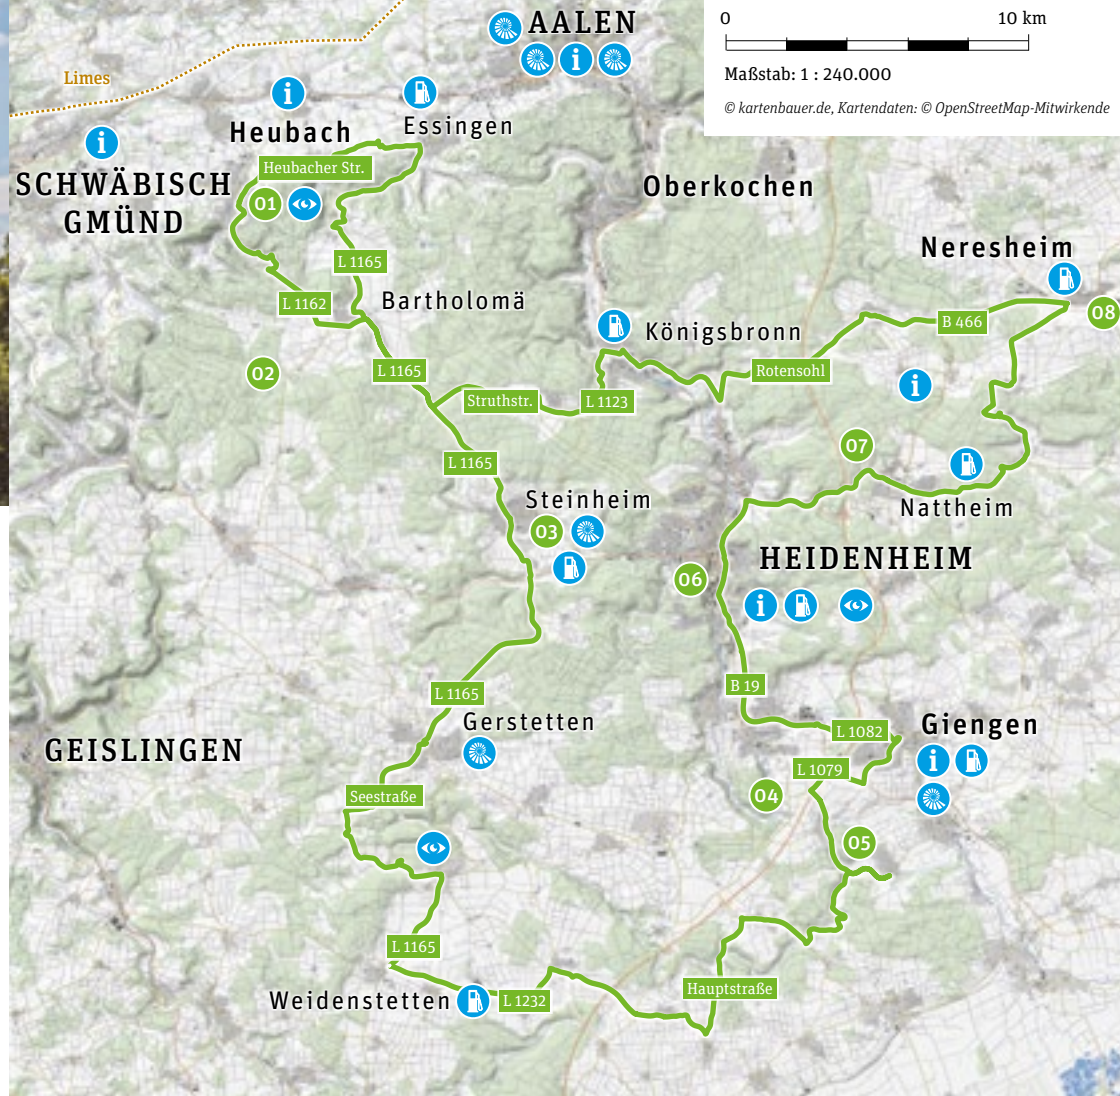 AALEN
0 10 km
Maßstab: 1 : 240.000
© kartenbauer.de, Kartendaten: © OpenStreetMap-Mitwirkende
Limes
Heubach
Essingen
SCHWÄBISCH
GMÜND
Heubacher Str.
01
Oberkochen
L 1165
Neresheim
L 1162
Bartholomä
08
B 466
Königsbronn
02
L 1165
Rotensohl
Struthstr.
L 1123
07
L 1165
Steinheim
Nattheim
03
HEIDENHEIM
06
B 19
L 1165
Gerstetten
Giengen
L 1082
GEISLINGEN
L 1079
Seestraße
04
05
L 1165
Hauptstraße
Weidenstetten
L 1232